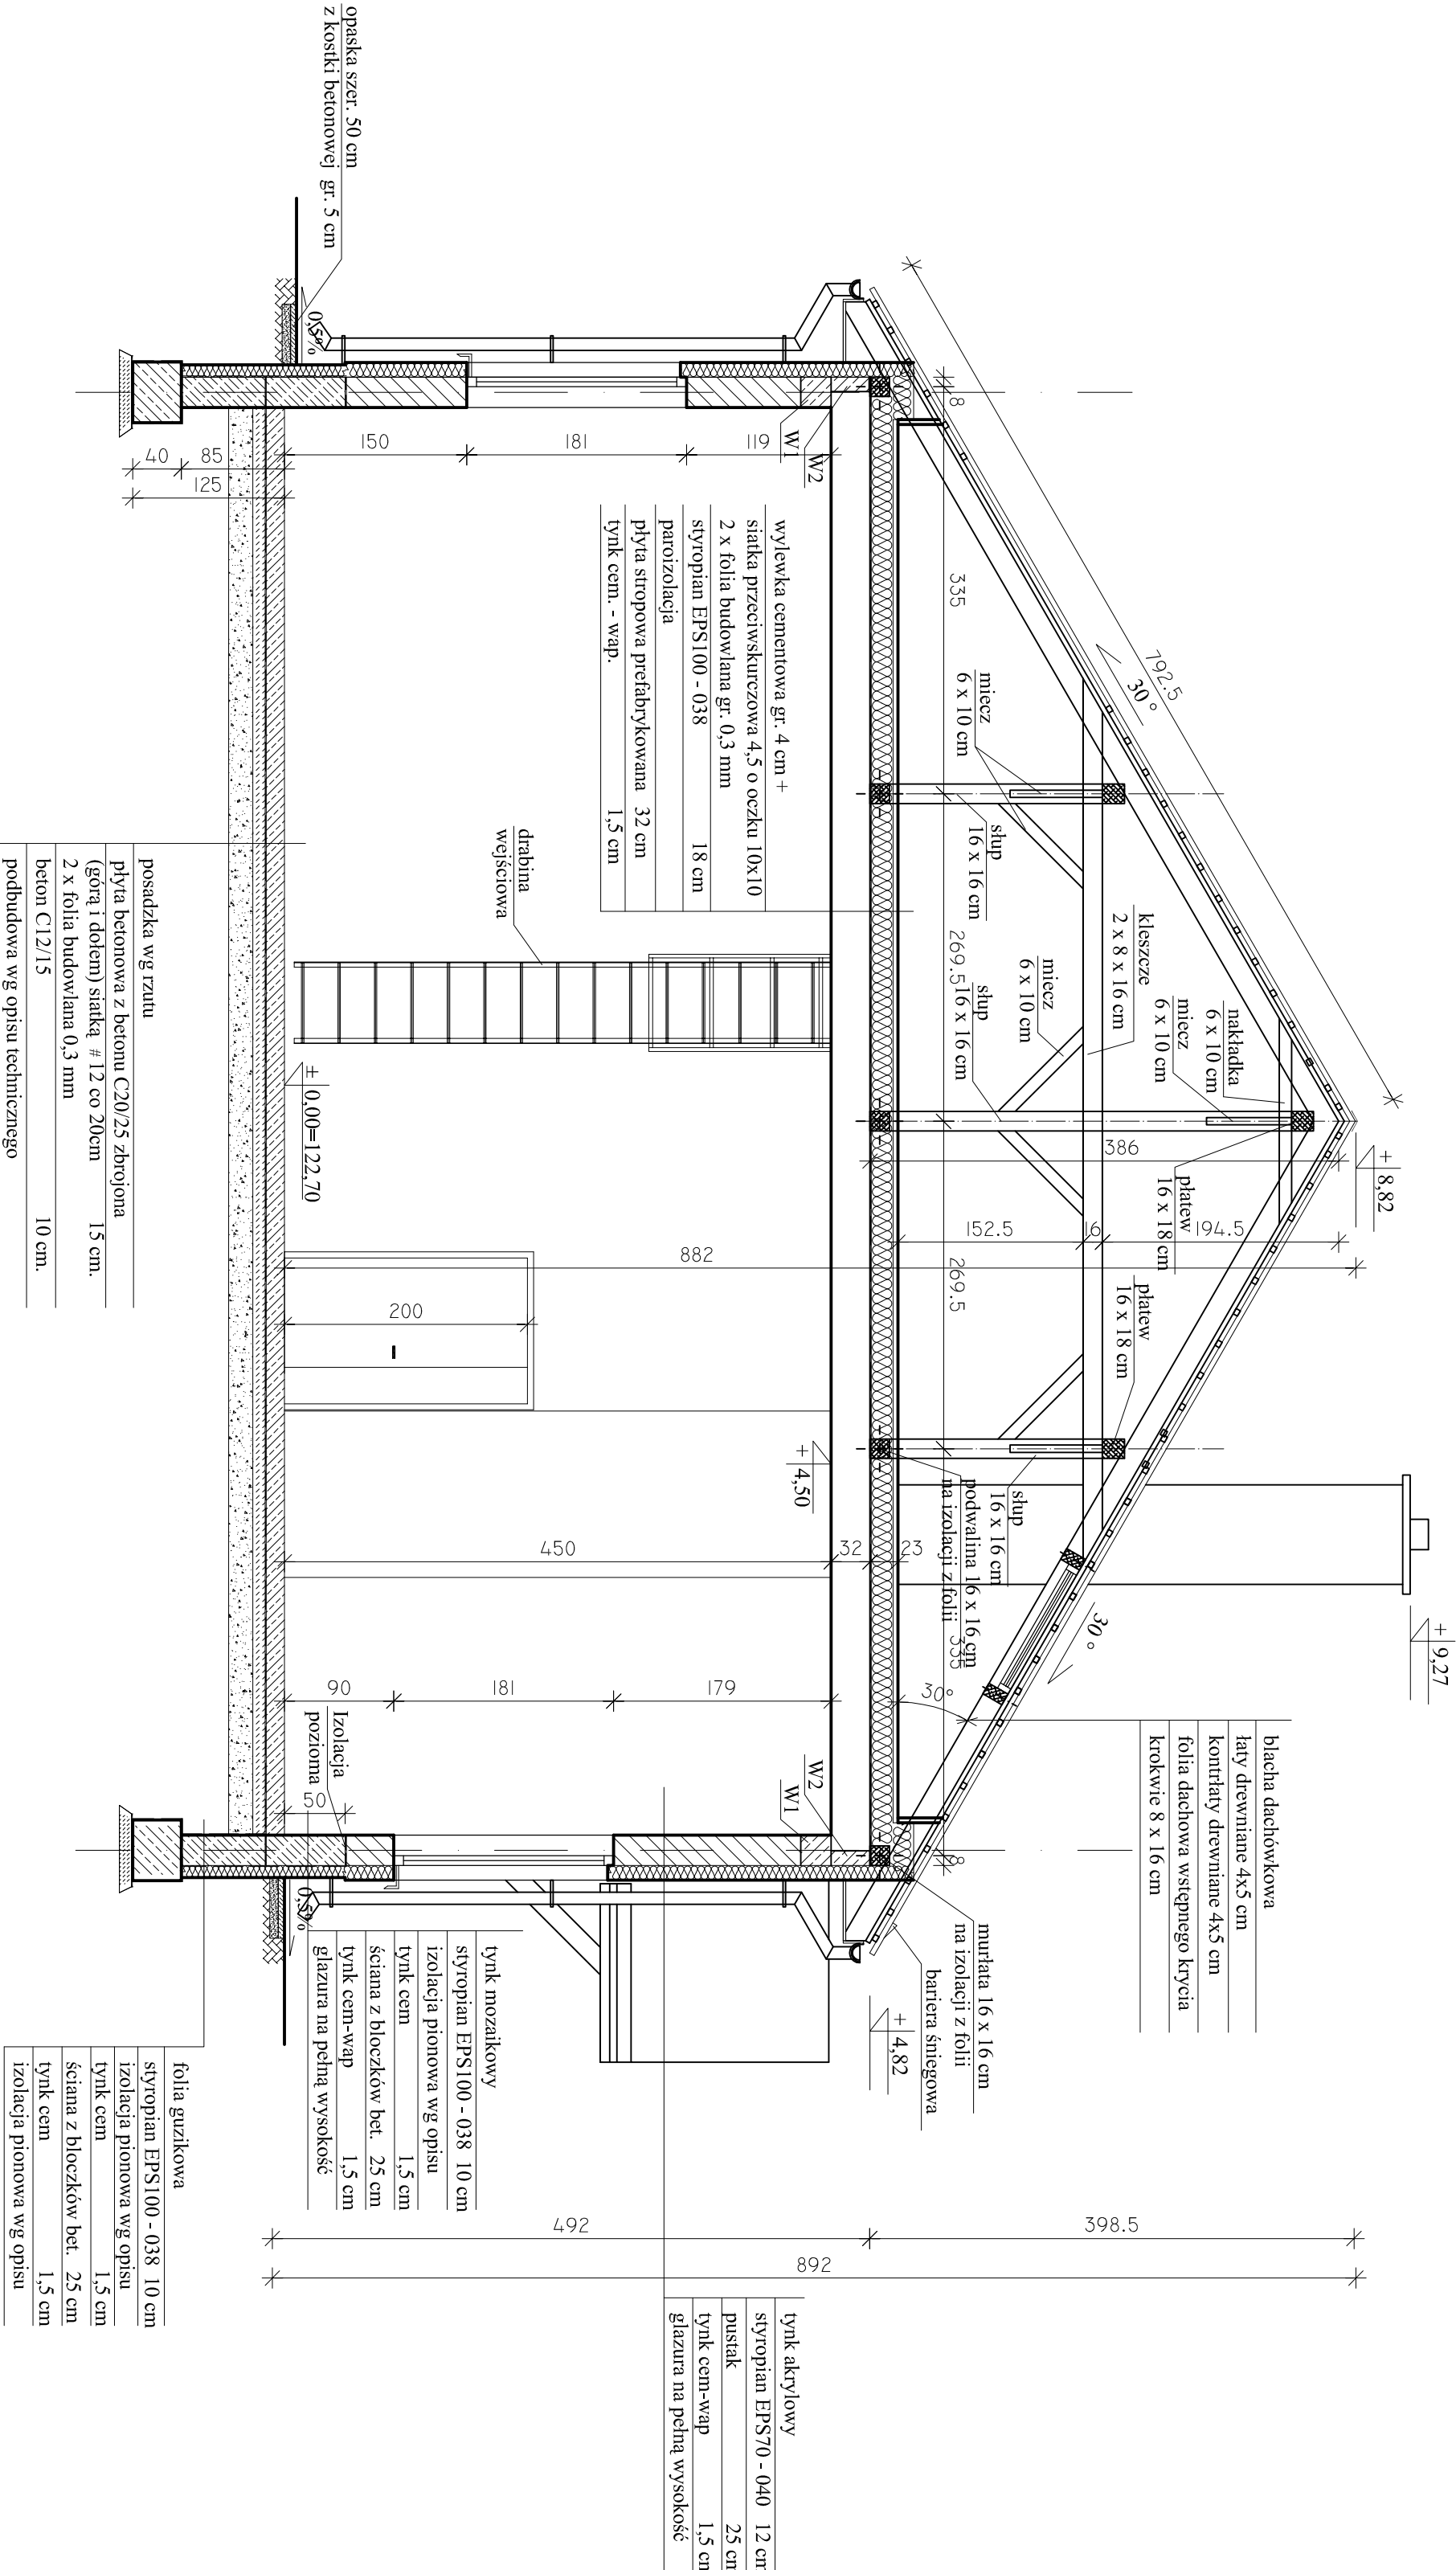 + 9,27
+ 8,82
blacha dachówkowa
łaty drewniane 4x5 cm
kontrłaty drewniane 4x5 cm
folia dachowa wstępnego krycia
krokwie 8 x 16 cm
792.5
30°
30°
30°
nakładka
6 x 10 cm
miecz
6 x 10 cm
płatew
16 x 18 cm
płatew
16 x 18 cm
kleszcze
2 x 8 x 16 cm
miecz
6 x 10 cm
miecz
6 x 10 cm
słup
16 x 16 cm
słup
16 x 16 cm
słup
16 x 16 cm
podwalina 16 x 16 cm
na izolacji z folii
murłata 16 x 16 cm
na izolacji z folii
bariera śniegowa
386
194.5
16
152.5
8
335
269.5
269.5
335
8
398.5
492
892
+ 4,82
+ 4,50
W2
W1
W2
W1
wylewka cementowa gr. 4 cm +
siatka przeciwskurczowa 4,5 o oczku 10x10
2 x folia budowlana gr. 0,3 mm
styropian EPS100 - 038 18 cm
paroizolacja
płyta stropowa prefabrykowana 32 cm
tynk cem. - wap. 1,5 cm
tynk akrylowy
styropian EPS70 - 040 12 cm
pustak 25 cm
tynk cem-wap 1,5 cm
glazura na pełną wysokość
119
181
150
85
40
125
882
200
450
32
23
179
181
90
50
drabina
wejściowa
± 0,00=122,70
Izolacja
pozioma
0,5%
0,5%
opaska szer. 50 cm
z kostki betonowej gr. 5 cm
tynk mozaikowy
styropian EPS100 - 038 10 cm
izolacja pionowa wg opisu
tynk cem 1,5 cm
ściana z bloczków bet. 25 cm
tynk cem-wap 1,5 cm
glazura na pełną wysokość
posadzka wg rzutu
płyta betonowa z betonu C20/25 zbrojona
(górą i dołem) siatką #12 co 20cm 15 cm.
2 x folia budowlana 0,3 mm
beton C12/15 10 cm.
podbudowa wg opisu technicznego
folia guzikowa
styropian EPS100 - 038 10 cm
izolacja pionowa wg opisu
tynk cem 1,5 cm
ściana z bloczków bet. 25 cm
tynk cem 1,5 cm
izolacja pionowa wg opisu